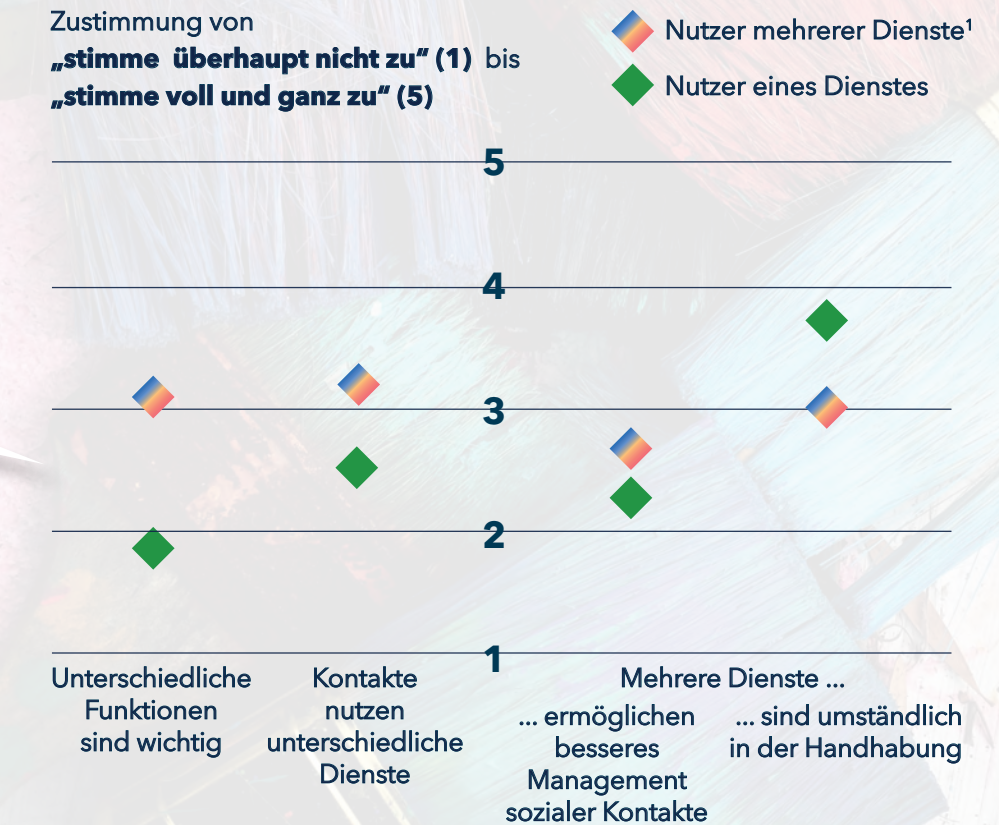 Zustimmung von
„stimme überhaupt nicht zu“ (1) bis
„stimme voll und ganz zu“ (5)
Nutzer mehrerer Dienste¹
Nutzer eines Dienstes
5
4
3
2
1
Unterschiedliche
Funktionen
sind wichtig
Kontakte
nutzen
unterschiedliche
Dienste
Mehrere Dienste ...
... ermöglichen
besseres
Management
sozialer Kontakte
... sind umständlich
in der Handhabung